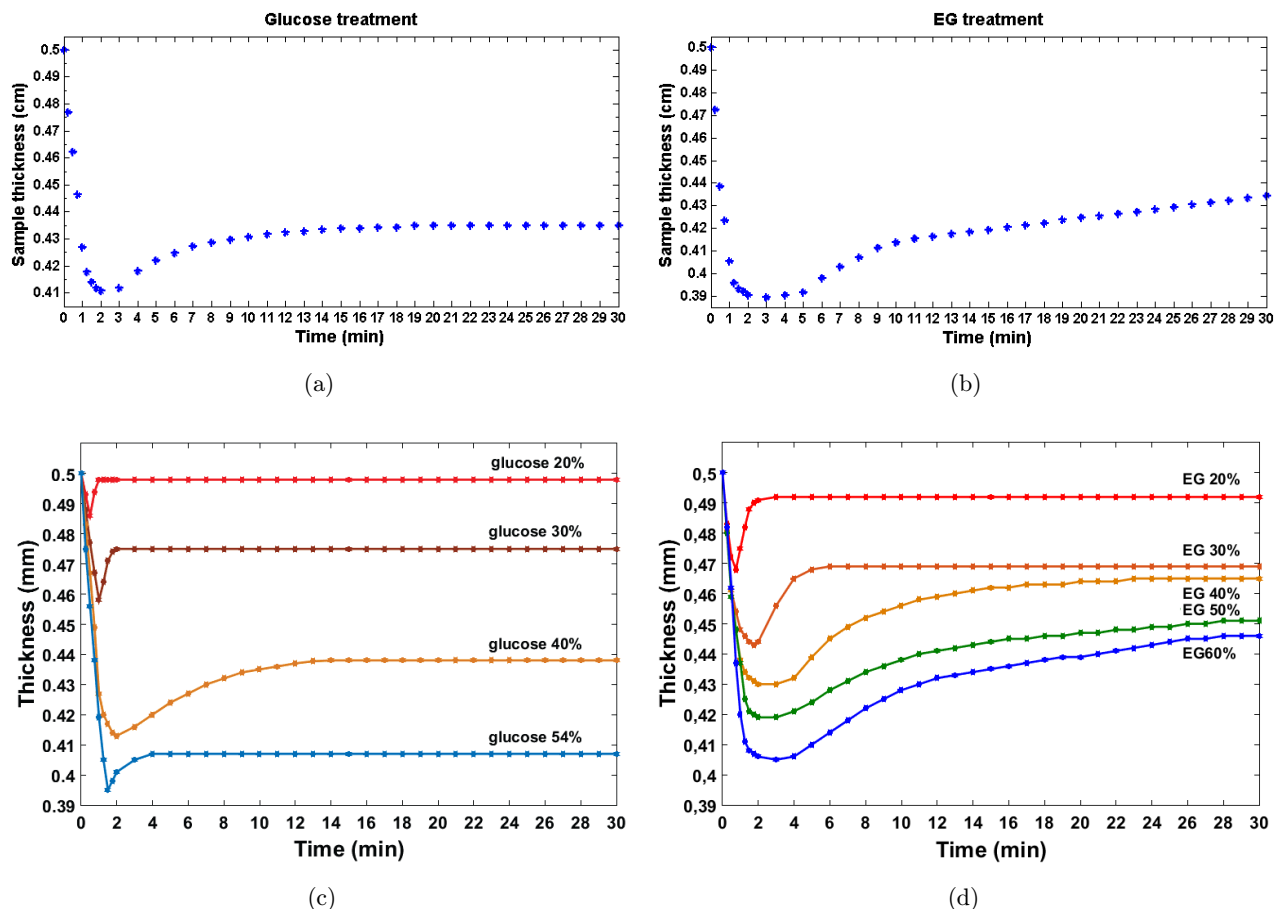 Glucose treatment
Sample thickness (cm)
0.5
0.49
0.48
0.47
0.46
0.45
0.44
0.43
0.42
0.41
0 1 2 3 4 5 6 7 8 9 10 11 12 13 14 15 16 17 18 19 20 21 22 23 24 25 26 27 28 29 30
Time (min)
(a)
EG treatment
Sample thickness (cm)
0.5
0.49
0.48
0.47
0.46
0.45
0.44
0.43
0.42
0.41
0.4
0.39
0 1 2 3 4 5 6 7 8 9 10 11 12 13 14 15 16 17 18 19 20 21 22 23 24 25 26 27 28 29 30
Time (min)
(b)
Thickness (mm)
0.5
0.49
0.48
0.47
0.46
0.45
0.44
0.43
0.42
0.41
0.4
0.39
glucose 20%
glucose 30%
glucose 40%
glucose 54%
0 2 4 6 8 10 12 14 16 18 20 22 24 26 28 30
Time (min)
(c)
Thickness (mm)
0.5
0.49
0.48
0.47
0.46
0.45
0.44
0.43
0.42
0,41
0.4
0,39
EG 20%
EG 30%
EG 40%
EG 50%
EG60%
0 2 4 6 8 10 12 14 16 18 20 22 24 26 28 30
Time (min)
(d)